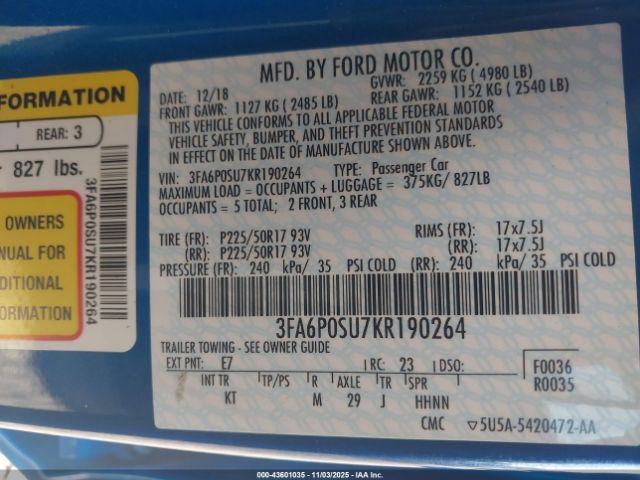 FORMATION
REAR: 3
827 lbs.
OWNERS
NUAL FOR
DITIONAL
ORMATION
3FA6P0SU7KR190264
MFD. BY FORD MOTOR CO.
DATE: 12/18 GVWR: 2259 KG ( 4980 LB)
FRONT GAWR: 1127 KG ( 2485 LB) REAR GAWR: 1152 KG ( 2540 LB)
THIS VEHICLE CONFORMS TO ALL APPLICABLE FEDERAL MOTOR
VEHICLE SAFETY, BUMPER, AND THEFT PREVENTION STANDARDS
IN EFFECT ON THE DATE OF MANUFACTURE SHOWN ABOVE.
VIN: 3FA6P0SU7KR190264 TYPE: Passenger Car
MAXIMUM LOAD = OCCUPANTS + LUGGAGE = 375KG/ 827LB
OCCUPANTS = 5 TOTAL; 2 FRONT, 3 REAR
TIRE (FR): P225/50R17 93V RIMS (FR): 17x7.5J
(RR): P225/50R17 93V (RR): 17x7.5J
PRESSURE (FR): 240 kPa/ 35 PSI COLD (RR): 240 kPa/ 35 PSI COLD
3FA6P0SU7KR190264
TRAILER TOWING - SEE OWNER GUIDE
EXT PNT: E7 RC: 23 DSO: F0036
R0035
INT TR TP/PS R AXLE TR SPR
KT M 29 J HHNN
CMC ▽5U5A-5420472-AA
000-43601035 - 11/03/2025 - IAA, Inc.